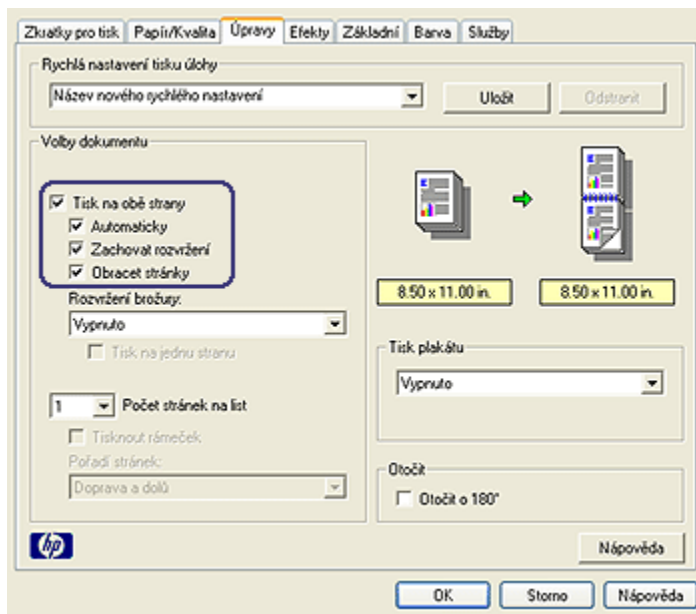 Zkratky pro tisk Papír/Kvalita Úpravy Efekty Základní Barva Služby
Rychlá nastavení tisku úlohy
Název nového rychlého nastavení Uložit Odstranit
Volby dokumentu
Tisk na obě strany
Automaticky
Zachovat rozvržení
Obracet stránky
Rozvržení brožury:
Vypnuto
Tisk na jednu stranu
1 Počet stránek na list
Tisknout rámeček
Pořadí stránek:
Doprava a dolů
8.50 x 11.00 in. 8.50 x 11.00 in.
Tisk plakátu
Vypnuto
Otočit
Otočit o 180°
hp Nápověda
OK Storno Nápověda